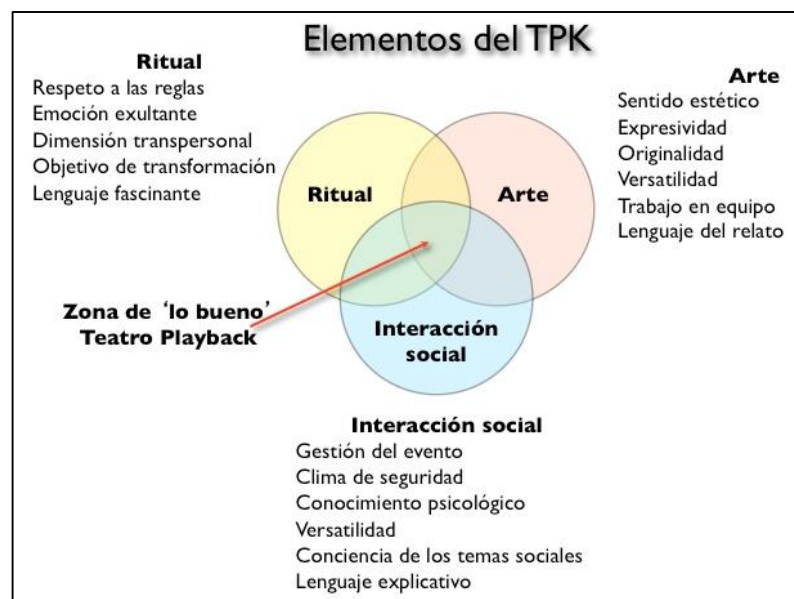 Elementos del TPK
Ritual
Respeto a las reglas
Emoción exultante
Dimensión transpersonal
Objetivo de transformación
Lenguaje fascinante
Arte
Sentido estético
Expresividad
Originalidad
Versatilidad
Trabajo en equipo
Lenguaje del relato
Ritual
Arte
Zona de ‘lo bueno’
Teatro Playback
Interacción
social
Interacción social
Gestión del evento
Clima de seguridad
Conocimiento psicológico
Versatilidad
Conciencia de los temas sociales
Lenguaje explicativo